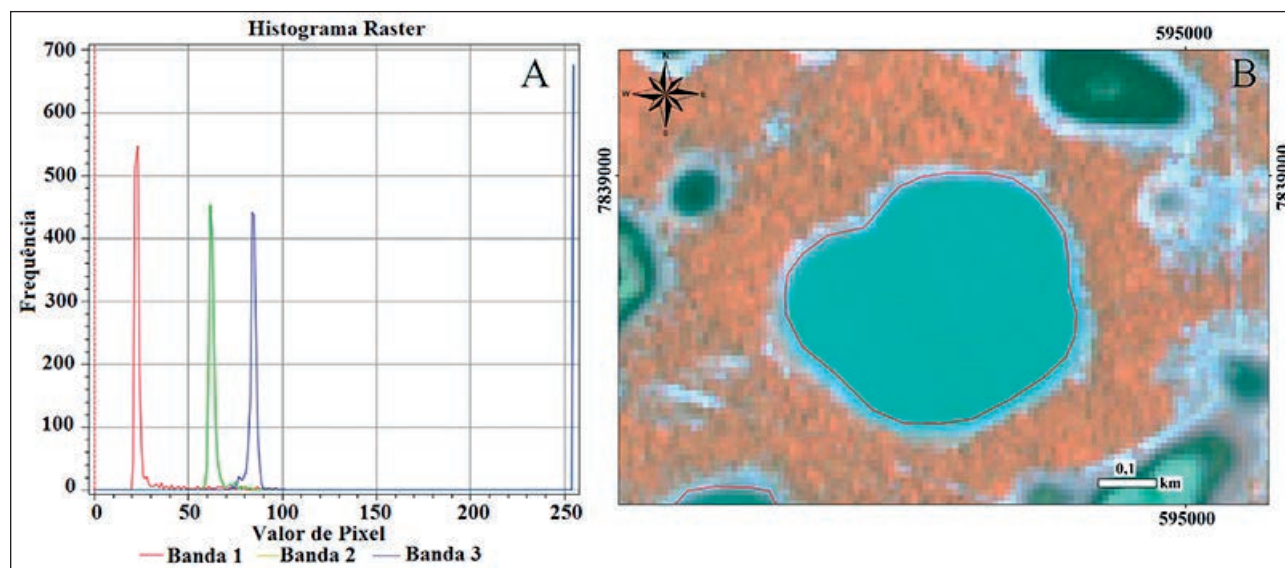 Histograma Raster
A
700
600
500
400
300
200
100
0
Frequência
0 50 100 150 200 250
Valor de Pixel
Banda 1 Banda 2 Banda 3
595000
B
N
W
S
7839000
7839000
0,1
km
595000